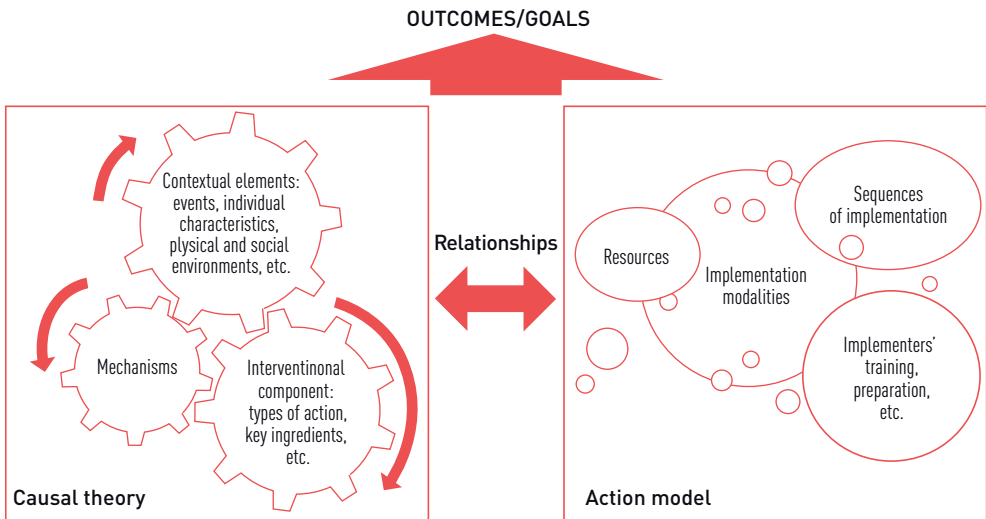 OUTCOMES/GOALS
Contextual elements:
events, individual
characteristics,
plysical and social
environments, etc.
Mechanisms
Interventinonal
component:
types of action,
key ingredients,
etc.
Causal theory
Relationships
Resources
Implementation
modalities
Sequences
of implementation
Implementers’
training,
preparation,
etc.
Action model